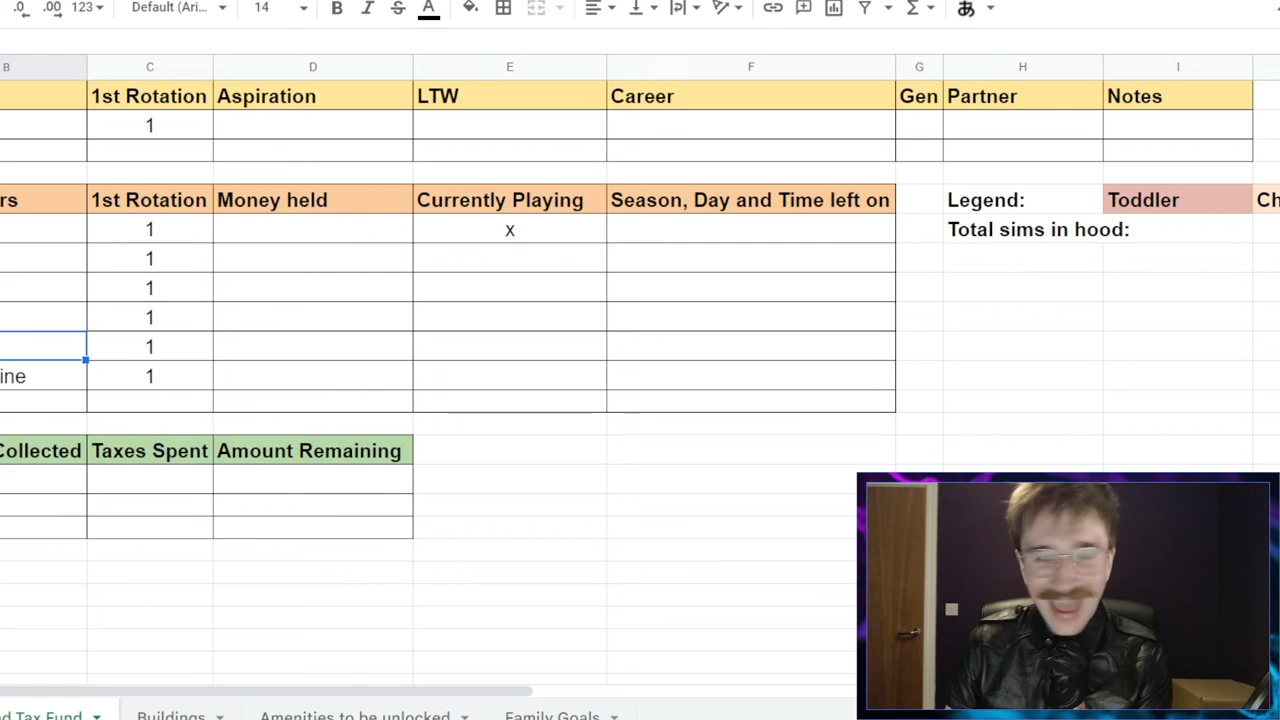 .0 .00 123 Default (Ari... 14 B I S A あ
B C D E F G H I
1st Rotation Aspiration LTW Career Gen Partner Notes
1
rs 1st Rotation Money held Currently Playing Season, Day and Time left on Legend: Toddler Ch
1 x Total sims in hood:
1
1
1
1
ine 1
Collected Taxes Spent Amount Remaining
nd Tax Fund Buildings Amenities to be unlocked Family Goals